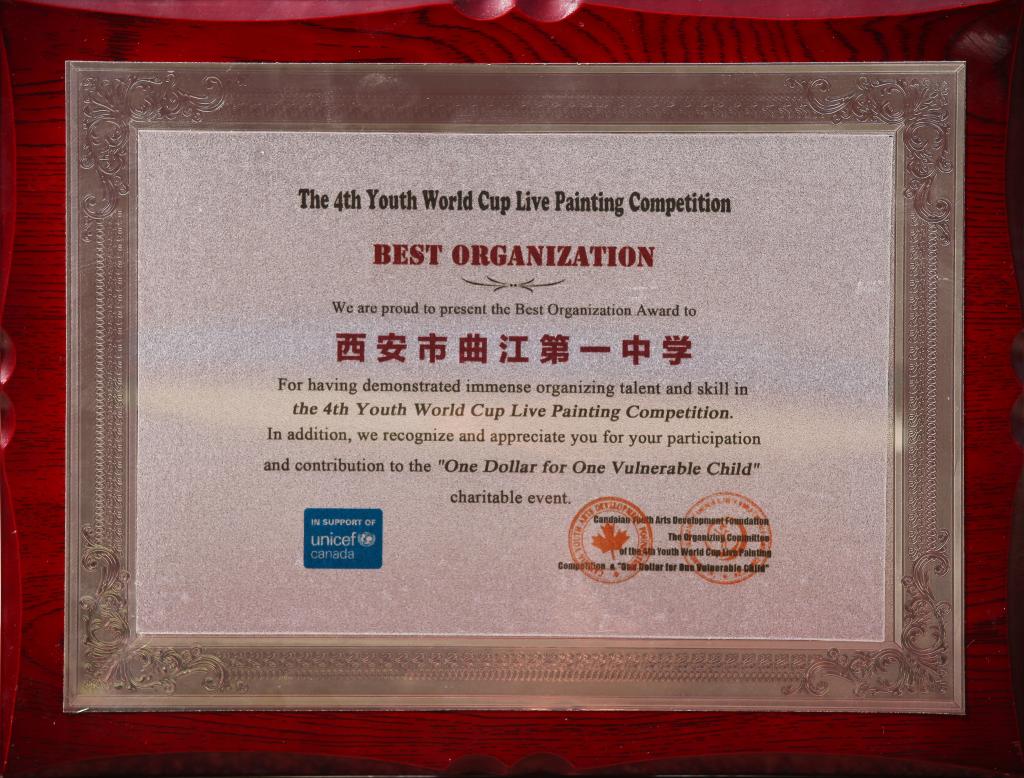 The 4th Youth World Cup Live Painting Competition
BEST ORGANIZATION
We are proud to present the Best Organization Award to
西安市曲江第一中学
For having demonstrated immense organizing talent and skill in
the 4th Youth World Cup Live Painting Competition.
In addition, we recognize and appreciate you for your participation
and contribution to the "One Dollar for One Vulnerable Child"
charitable event.
IN SUPPORT OF
unicef
canada
Candaian Youth Arts Development Foundation
The Organizing Committee
of the 4th Youth World Cup Live Painting
Competition & "One Dollar for One Vulnerable Child"